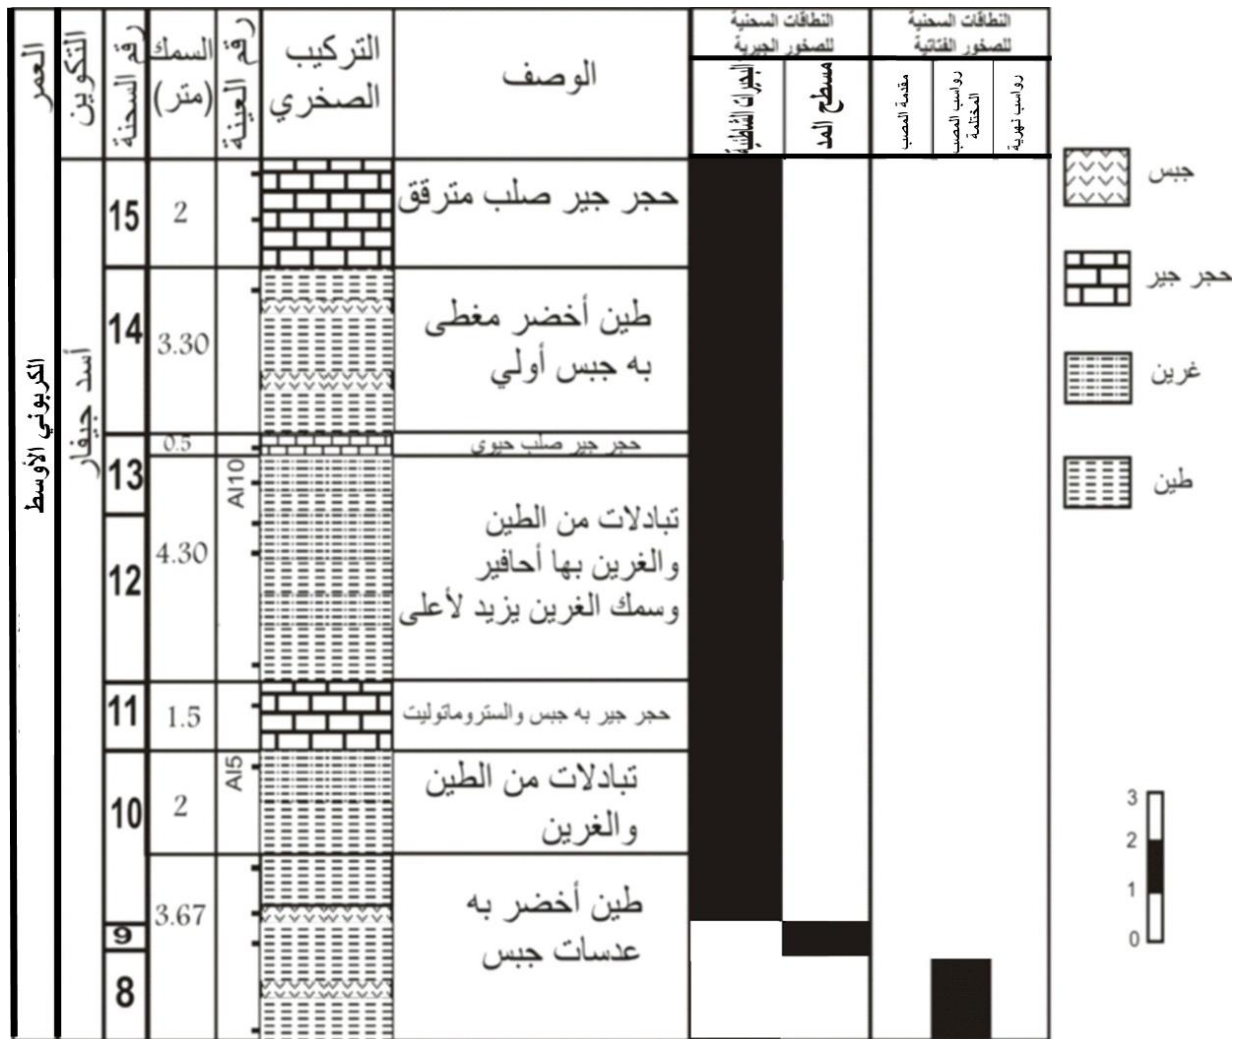 العمر
التكوين
رقم السحنة
السمك
(متر)
رقم العينة
التركيب
الصخري
الوصف
النطاقات السحنية
للصخور الجيرية
النطاقات السحنية
للصخور الفتاتية
البحيرات الشاطئية
مسطح المد
مقدمة المصب
رواسب المصب
المختلمة
رواسب نهرية
الكربوني الأوسط
أسد جيفار
15
2
حجر جير صلب مترقق
14
3.30
طين أخضر مغطى
به جبس أولي
0.5
حجر جير صلب حيوي
13
AI10
12
4.30
تبادلات من الطين
والغرين بها أحافير
وسمك الغرين يزيد لأعلى
11
1.5
حجر جير به جبس والستروماتوليت
10
2
AI5
تبادلات من الطين
والغرين
3.67
طين أخضر به
عدسات جبس
9
8
جبس
حجر جير
غرين
طين
3
2
1
0